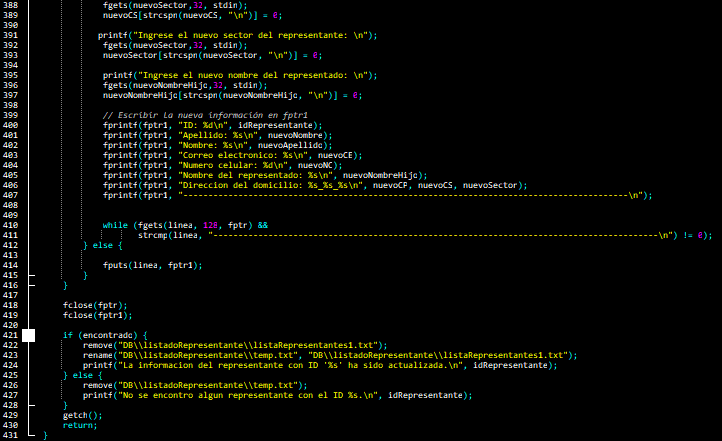 388 fgets(nuevoSector,32, stdin);
389 nuevoCS[strcspn(nuevoCS, "\n")] = 0;
390
391 printf("Ingrese el nuevo sector del representante: \n");
392 fgets(nuevoSector,32, stdin);
393 nuevoSector[strcspn(nuevoSector, "\n")] = 0;
394
395 printf("Ingrese el nuevo nombre del representado: \n");
396 fgets(nuevoNombreHijo,32, stdin);
397 nuevoNombreHijo[strcspn(nuevoNombreHijo, "\n")] = 0;
398
399 // Escribir la nueva información en fptr1
400 fprintf(fptr1, "ID: %d\n", idRepresentante);
401 fprintf(fptr1, "Apellido: %s\n", nuevoNombre);
402 fprintf(fptr1, "Nombre: %s\n", nuevoApellido);
403 fprintf(fptr1, "Correo electronico: %s\n", nuevoCE);
404 fprintf(fptr1, "Numero celular: %d\n", nuevoNC);
405 fprintf(fptr1, "Nombre del representado: %s\n", nuevoNombreHijo);
406 fprintf(fptr1, "Direccion del domicilio: %s_%s_%s\n", nuevoCP, nuevoCS, nuevoSector);
407 fprintf(fptr1, "-----------------------------------------------------------------------------------------\n");
408
409
410 while (fgets(linea, 128, fptr) &&
411 strcmp(linea, "-----------------------------------------------------------------------------------------\n") != 0);
412 } else {
413
414 fputs(linea, fptr1);
415 }
416 }
417
418 fclose(fptr);
419 fclose(fptr1);
420
421 if (encontrado) {
422 remove("DB\\listadoRepresentante\\listaRepresentantes1.txt");
423 rename("DB\\listadoRepresentante\\temp.txt", "DB\\listadoRepresentante\\listaRepresentantes1.txt");
424 printf("La informacion del representante con ID '%s' ha sido actualizada.\n", idRepresentante);
425 } else {
426 remove("DB\\listadoRepresentante\\temp.txt");
427 printf("No se encontro algun representante con el ID %s.\n", idRepresentante);
428 }
429 getch();
430 return;
431 }